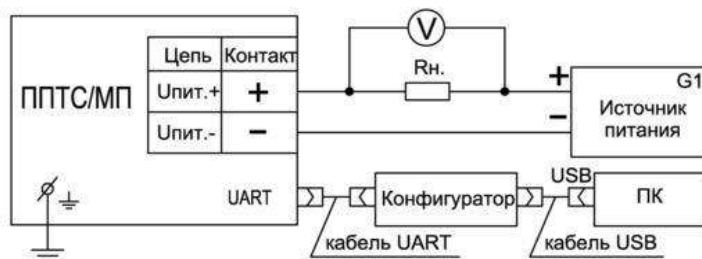 ППТС/МП
Цепь Контакт
Uпит.+ +
Uпит.- −
UART
V
Rн.
+
−
G1
Источник
питания
Конфигуратор
USB
ПК
кабель UART
кабель USB